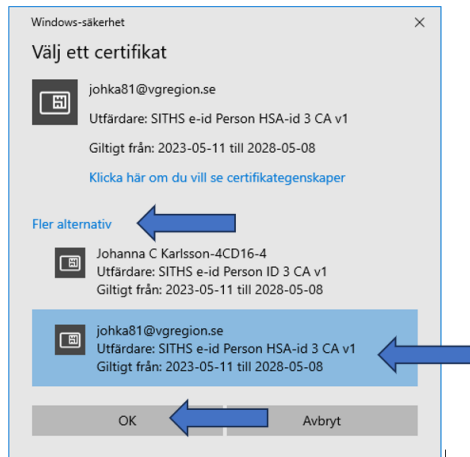 Windows-säkerhet
Välj ett certifikat
johka81@vgregion.se
Utfärdare: SITHS e-id Person HSA-id 3 CA v1
Giltigt från: 2023-05-11 till 2028-05-08
Klicka här om du vill se certifikategenskaper
Fler alternativ
Johanna C Karlsson-4CD16-4
Utfärdare: SITHS e-id Person ID 3 CA v1
Giltigt från: 2023-05-11 till 2028-05-08
johka81@vgregion.se
Utfärdare: SITHS e-id Person HSA-id 3 CA v1
Giltigt från: 2023-05-11 till 2028-05-08
OK Avbryt